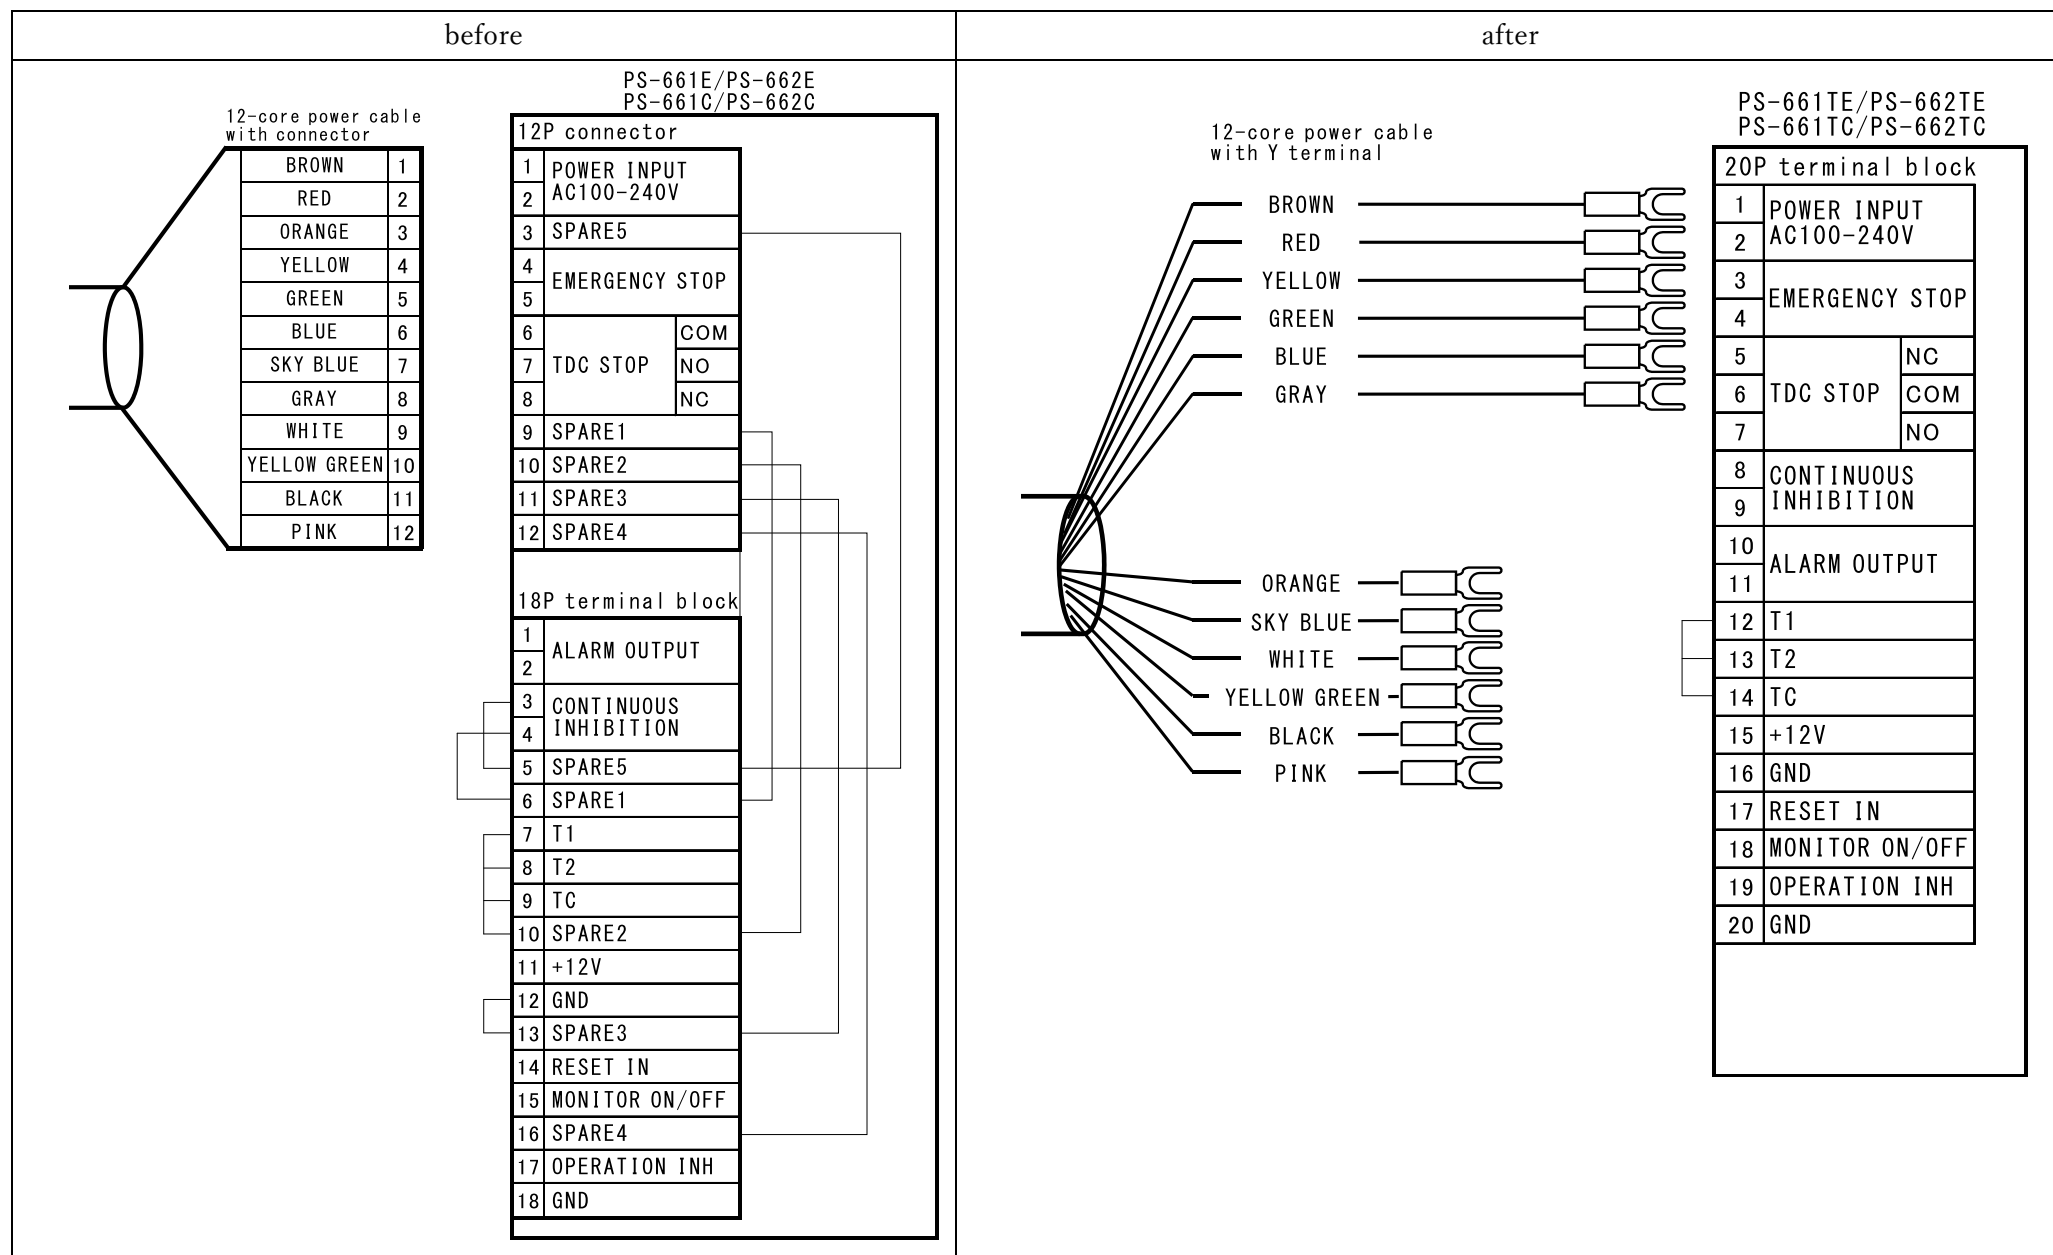 before
after
PS-661E/PS-662E
PS-661C/PS-662C
12-core power cable
with connector
BROWN 1
RED 2
ORANGE 3
YELLOW 4
GREEN 5
BLUE 6
SKY BLUE 7
GRAY 8
WHITE 9
YELLOW GREEN 10
BLACK 11
PINK 12
12P connector
1 POWER INPUT
2 AC100-240V
3 SPARE5
4 EMERGENCY STOP
5
6 COM
7 TDC STOP NO
8 NC
9 SPARE1
10 SPARE2
11 SPARE3
12 SPARE4
18P terminal block
1 ALARM OUTPUT
2
3 CONTINUOUS
4 INHIBITION
5 SPARE5
6 SPARE1
7 T1
8 T2
9 TC
10 SPARE2
11 +12V
12 GND
13 SPARE3
14 RESET IN
15 MONITOR ON/OFF
16 SPARE4
17 OPERATION INH
18 GND
12-core power cable
with Y terminal
BROWN
RED
YELLOW
GREEN
BLUE
GRAY
ORANGE
SKY BLUE
WHITE
YELLOW GREEN
BLACK
PINK
PS-661TE/PS-662TE
PS-661TC/PS-662TC
20P terminal block
1 POWER INPUT
2 AC100-240V
3 EMERGENCY STOP
4
5 NC
6 TDC STOP COM
7 NO
8 CONTINUOUS
9 INHIBITION
10 ALARM OUTPUT
11
12 T1
13 T2
14 TC
15 +12V
16 GND
17 RESET IN
18 MONITOR ON/OFF
19 OPERATION INH
20 GND